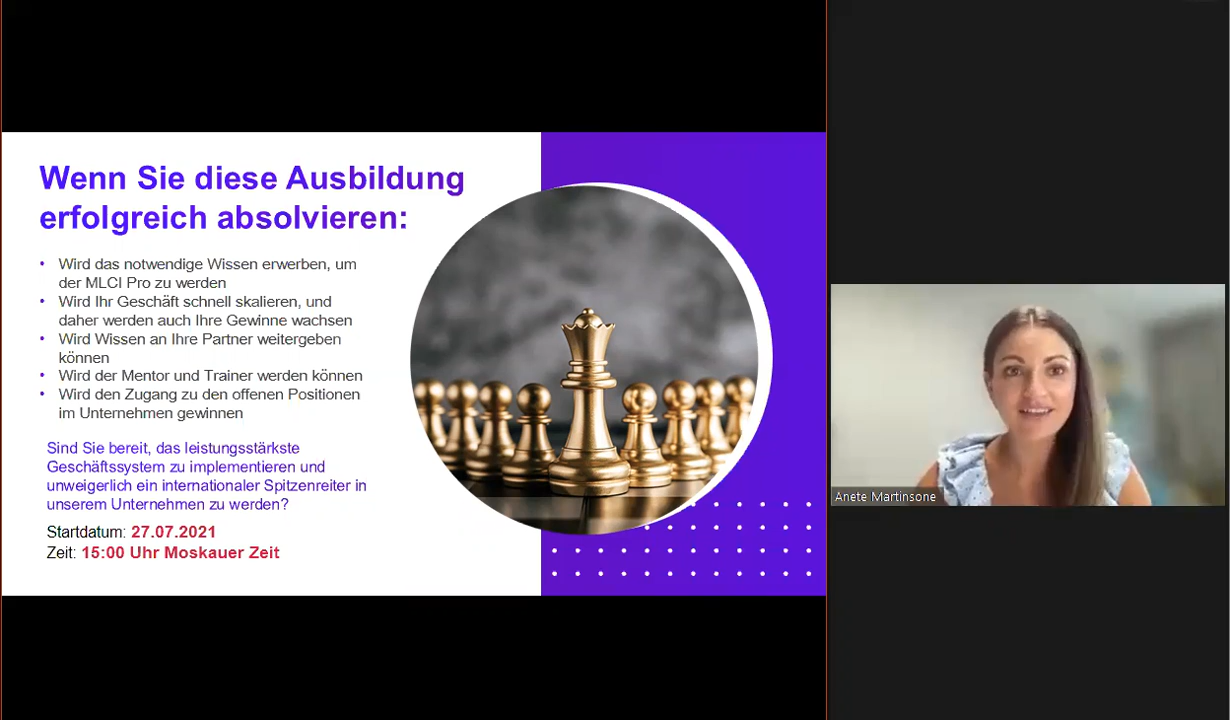 Wenn Sie diese Ausbildung
erfolgreich absolvieren:
• Wird das notwendige Wissen erwerben, um
der MLCI Pro zu werden
• Wird Ihr Geschäft schnell skalieren, und
daher werden auch Ihre Gewinne wachsen
• Wird Wissen an Ihre Partner weitergeben
können
• Wird der Mentor und Trainer werden können
• Wird den Zugang zu den offenen Positionen
im Unternehmen gewinnen
Sind Sie bereit, das leistungsstärkste
Geschäftssystem zu implementieren und
unweigerlich ein internationaler Spitzenreiter in
unserem Unternehmen zu werden?
Startdatum: 27.07.2021
Zeit: 15:00 Uhr Moskauer Zeit
Anete Martinsone